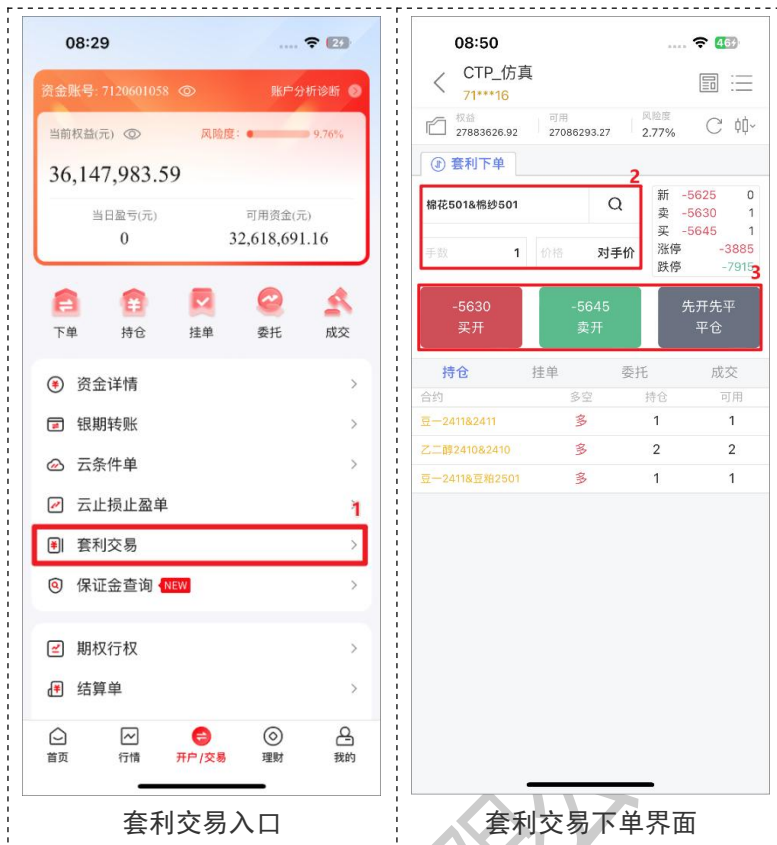 08:29
24
资金账号: 7120601058
账户分析诊断
当前权益(元)
风险度:
9.76%
36,147,983.59
当日盈亏(元)
可用资金(元)
0
32,618,691.16
下单
持仓
挂单
委托
成交
资金详情
银期转账
云条件单
云止损止盈单
1
套利交易
保证金查询 NEW
期权行权
结算单
首页
行情
开户/交易
理财
我的
套利交易入口
08:50
46
CTP_仿真
71***16
权益
27883626.92
可用
27086293.27
风险度
2.77%
套利下单
2
棉花501&棉纱501
手数 1
价格 对手价
新 -5625 0
卖 -5630 1
买 -5645 1
涨停 -3885
跌停 -7915
3
-5630
买开
-5645
卖开
先开先平
平仓
持仓
挂单
委托
成交
合约 多空 持仓 可用
豆一2411&2411 多 1 1
乙二醇2410&2410 多 2 2
豆一2411&豆粕2501 多 1 1
套利交易下单界面